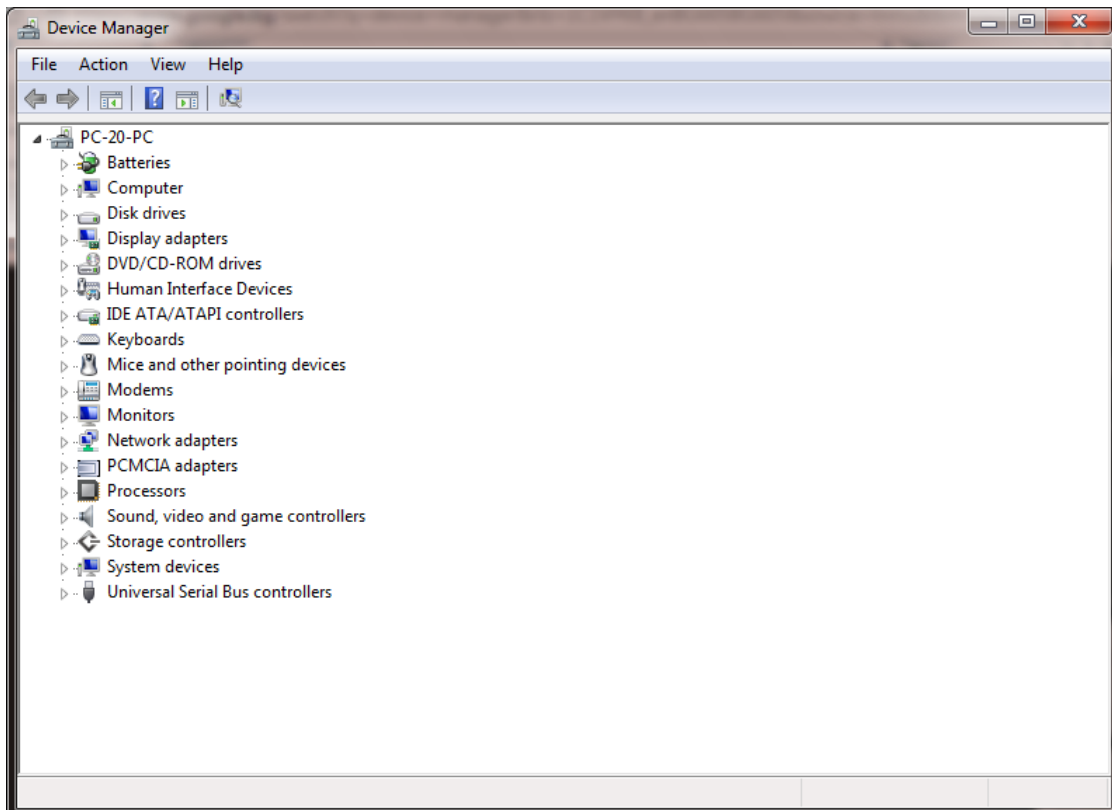 Device Manager
File Action View Help
PC-20-PC
Batteries
Computer
Disk drives
Display adapters
DVD/CD-ROM drives
Human Interface Devices
IDE ATA/ATAPI controllers
Keyboards
Mice and other pointing devices
Modems
Monitors
Network adapters
PCMCIA adapters
Processors
Sound, video and game controllers
Storage controllers
System devices
Universal Serial Bus controllers